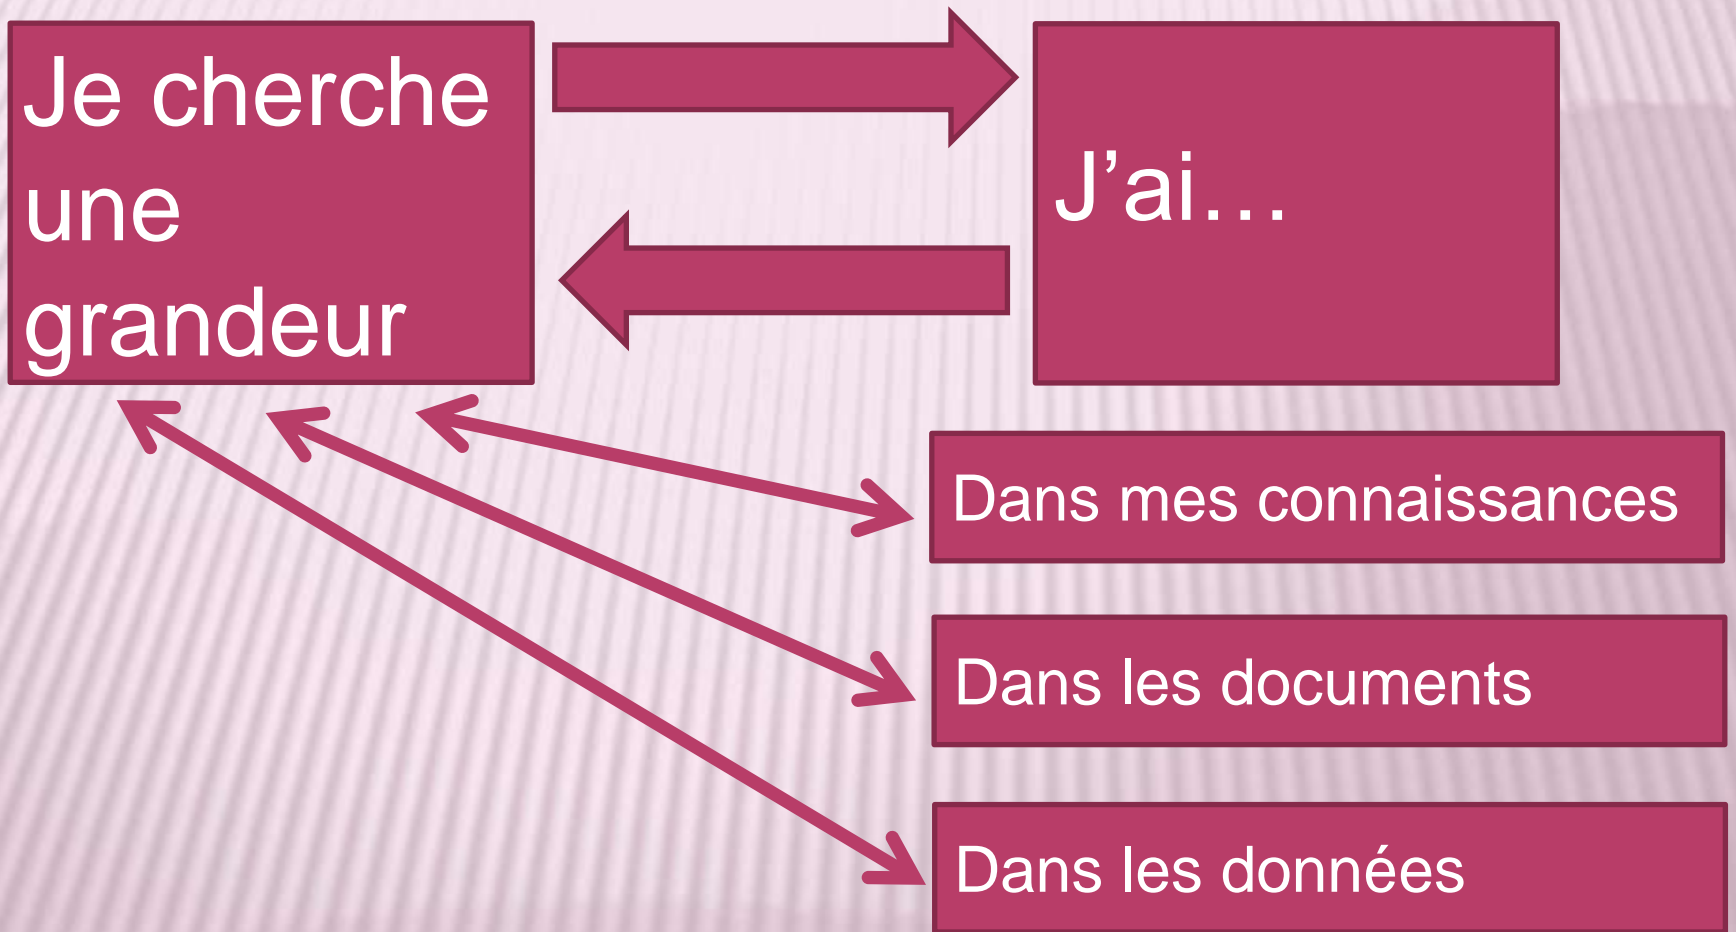 Je cherche
une
grandeur
J’ai…
Dans mes connaissances
Dans les documents
Dans les données